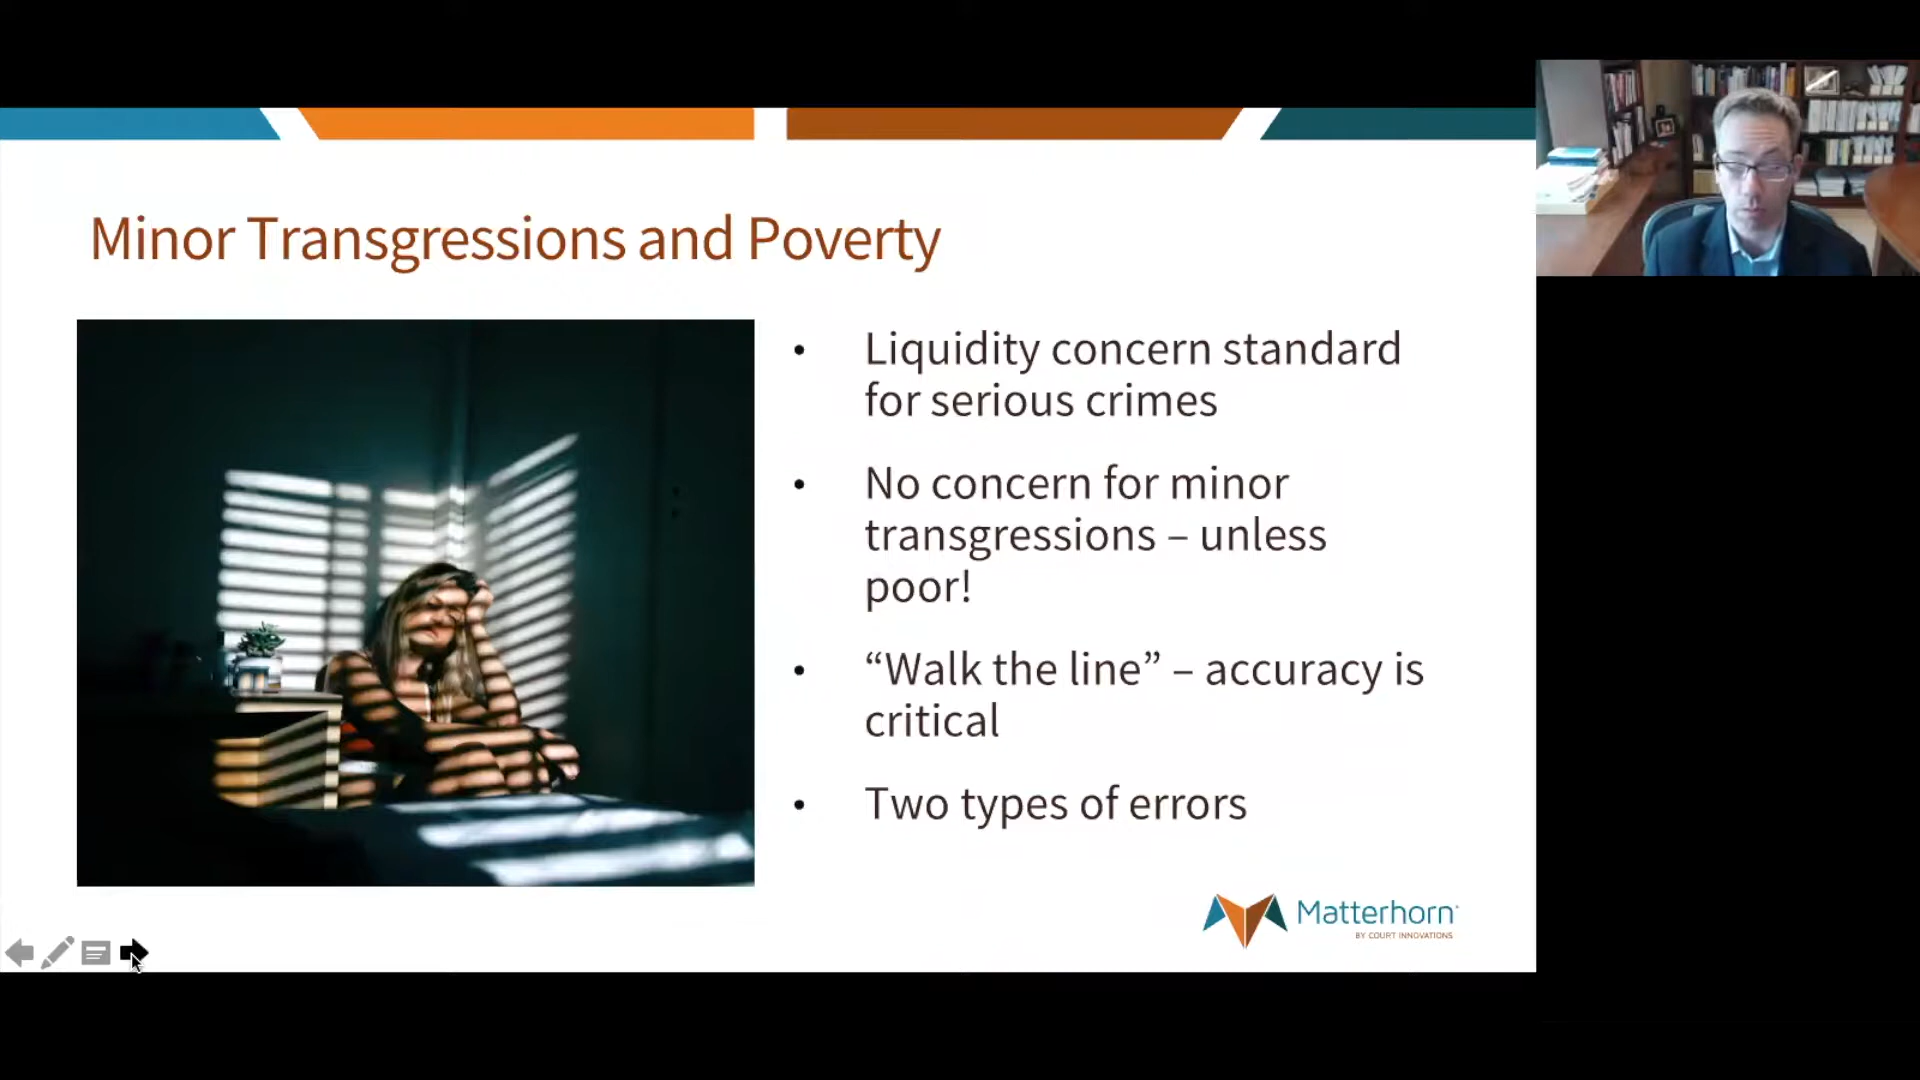 Minor Transgressions and Poverty
• Liquidity concern standard
for serious crimes
• No concern for minor
transgressions – unless
poor!
• “Walk the line” – accuracy is
critical
• Two types of errors
Matterhorn
BY COURT INNOVATIONS